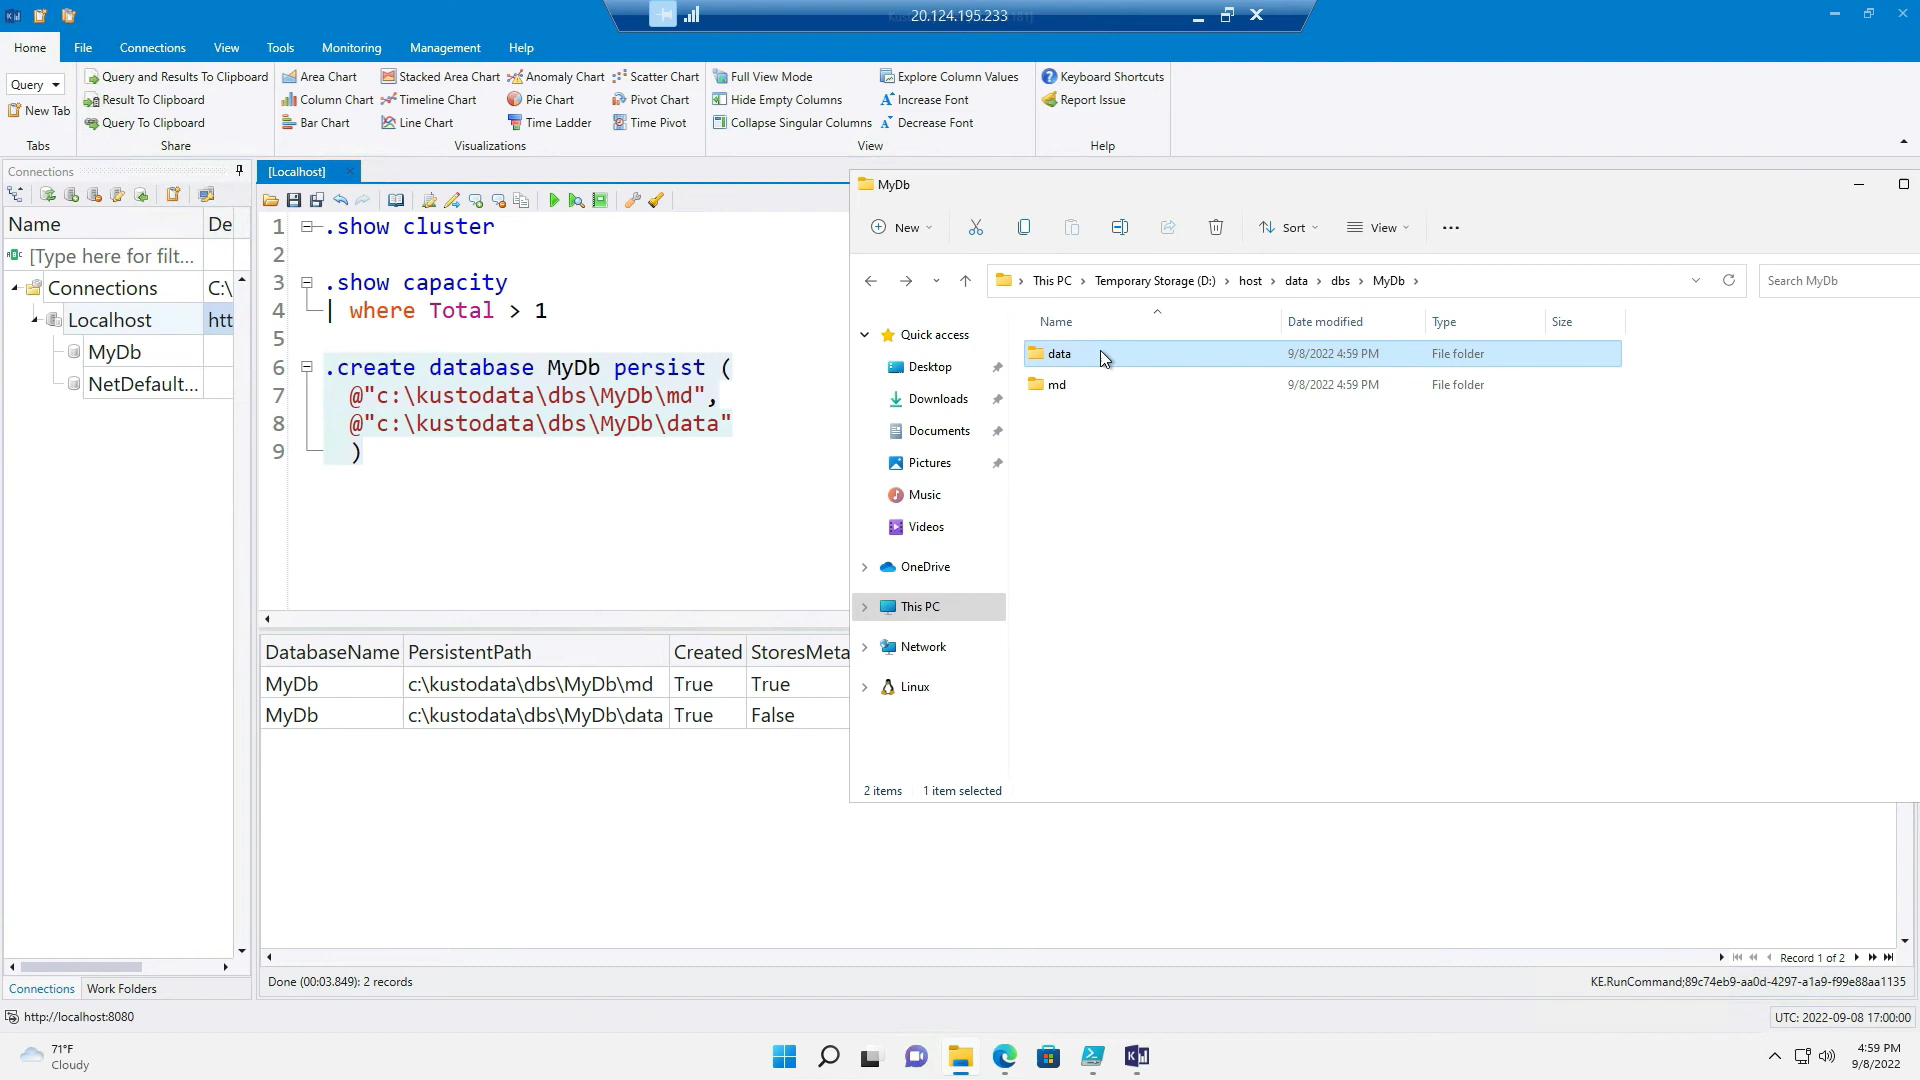 20.124.195.233
Home File Connections View Tools Monitoring Management Help
Query
New Tab
Tabs
Query and Results To Clipboard
Result To Clipboard
Query To Clipboard
Share
Area Chart Stacked Area Chart Anomaly Chart Scatter Chart
Column Chart Timeline Chart Pie Chart Pivot Chart
Bar Chart Line Chart Time Ladder Time Pivot
Visualizations
Full View Mode Explore Column Values
Hide Empty Columns Increase Font
Collapse Singular Columns Decrease Font
View
Keyboard Shortcuts
Report Issue
Help
Connections
Name De
[Type here for filt...
Connections C:\
Localhost htt
MyDb
NetDefault...
Connections Work Folders
[Localhost]
1 .show cluster
2
3 .show capacity
4 | where Total > 1
5
6 .create database MyDb persist (
7 @"c:\kustodata\dbs\MyDb\md",
8 @"c:\kustodata\dbs\MyDb\data"
9 )
DatabaseName PersistentPath Created StoresMeta
MyDb c:\kustodata\dbs\MyDb\md True True
MyDb c:\kustodata\dbs\MyDb\data True False
MyDb
New Sort View
This PC Temporary Storage (D:) host data dbs MyDb
Search MyDb
Quick access
Desktop
Downloads
Documents
Pictures
Music
Videos
OneDrive
This PC
Network
Linux
Name Date modified Type Size
data 9/8/2022 4:59 PM File folder
md 9/8/2022 4:59 PM File folder
2 items 1 item selected
Record 1 of 2
Done (00:03.849): 2 records
KE.RunCommand;89c74eb9-aa0d-4297-a1a9-f99e88aa1135
http://localhost:8080
UTC: 2022-09-08 17:00:00
71°F
Cloudy
4:59 PM
9/8/2022